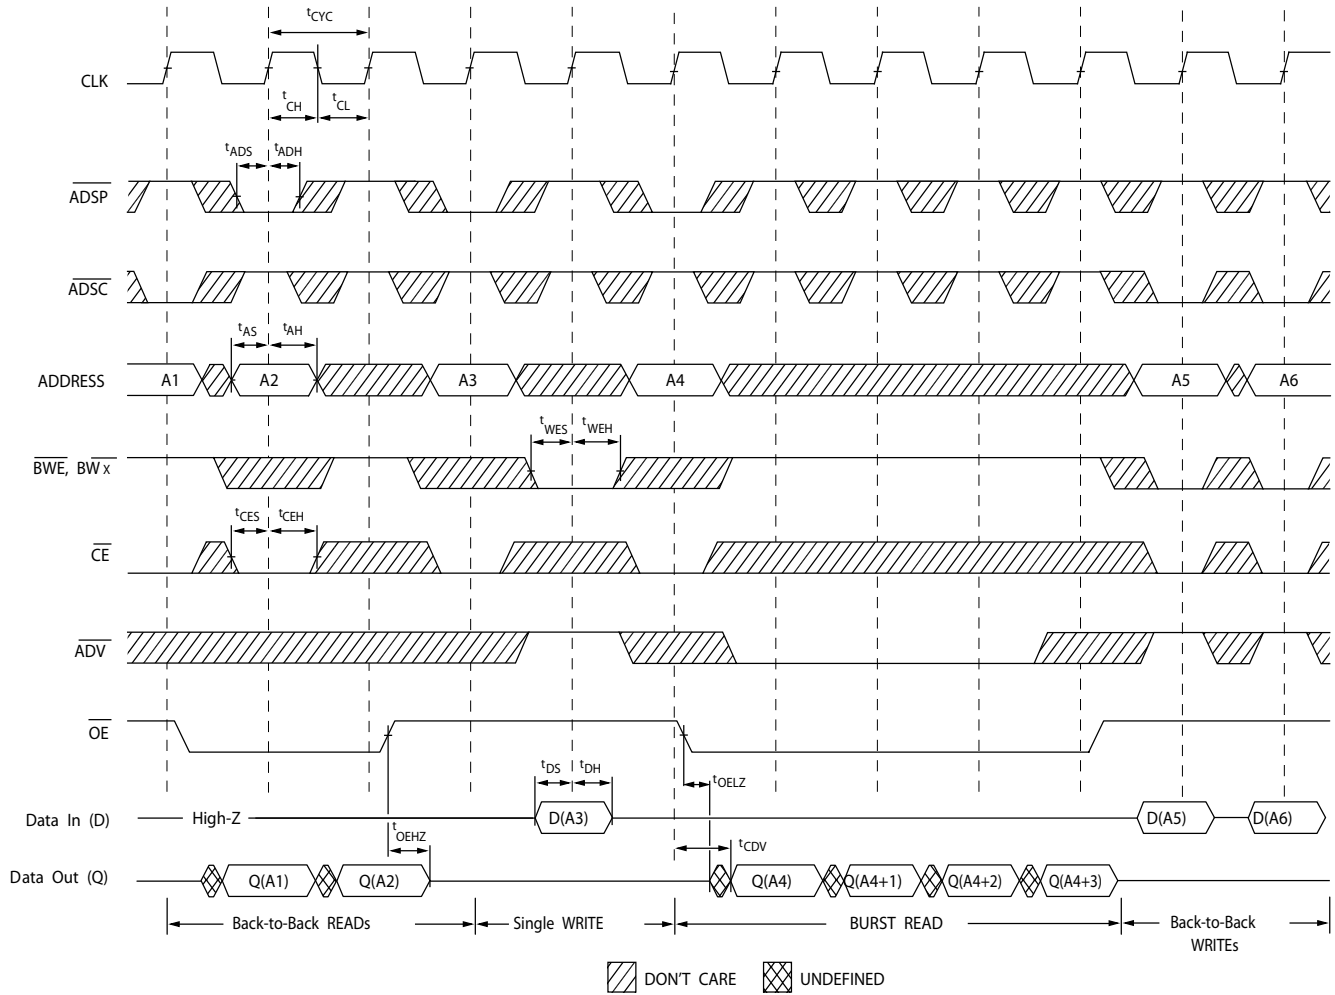 tCYC
CLK
tCH tCL
tADS tADH
ADSP
ADSC
tAS tAH
ADDRESS A1 A2 A3 A4 A5 A6
tWES tWEH
BWE, BW X
tCES tCEH
CE
ADV
OE
tDS tDH
tOELZ
Data In (D) High-Z D(A3) D(A5) D(A6)
tOEHZ
tCDV
Data Out (Q) Q(A1) Q(A2) Q(A4) Q(A4+1) Q(A4+2) Q(A4+3)
Back-to-Back READs Single WRITE BURST READ Back-to-Back
WRITEs
DON'T CARE UNDEFINED